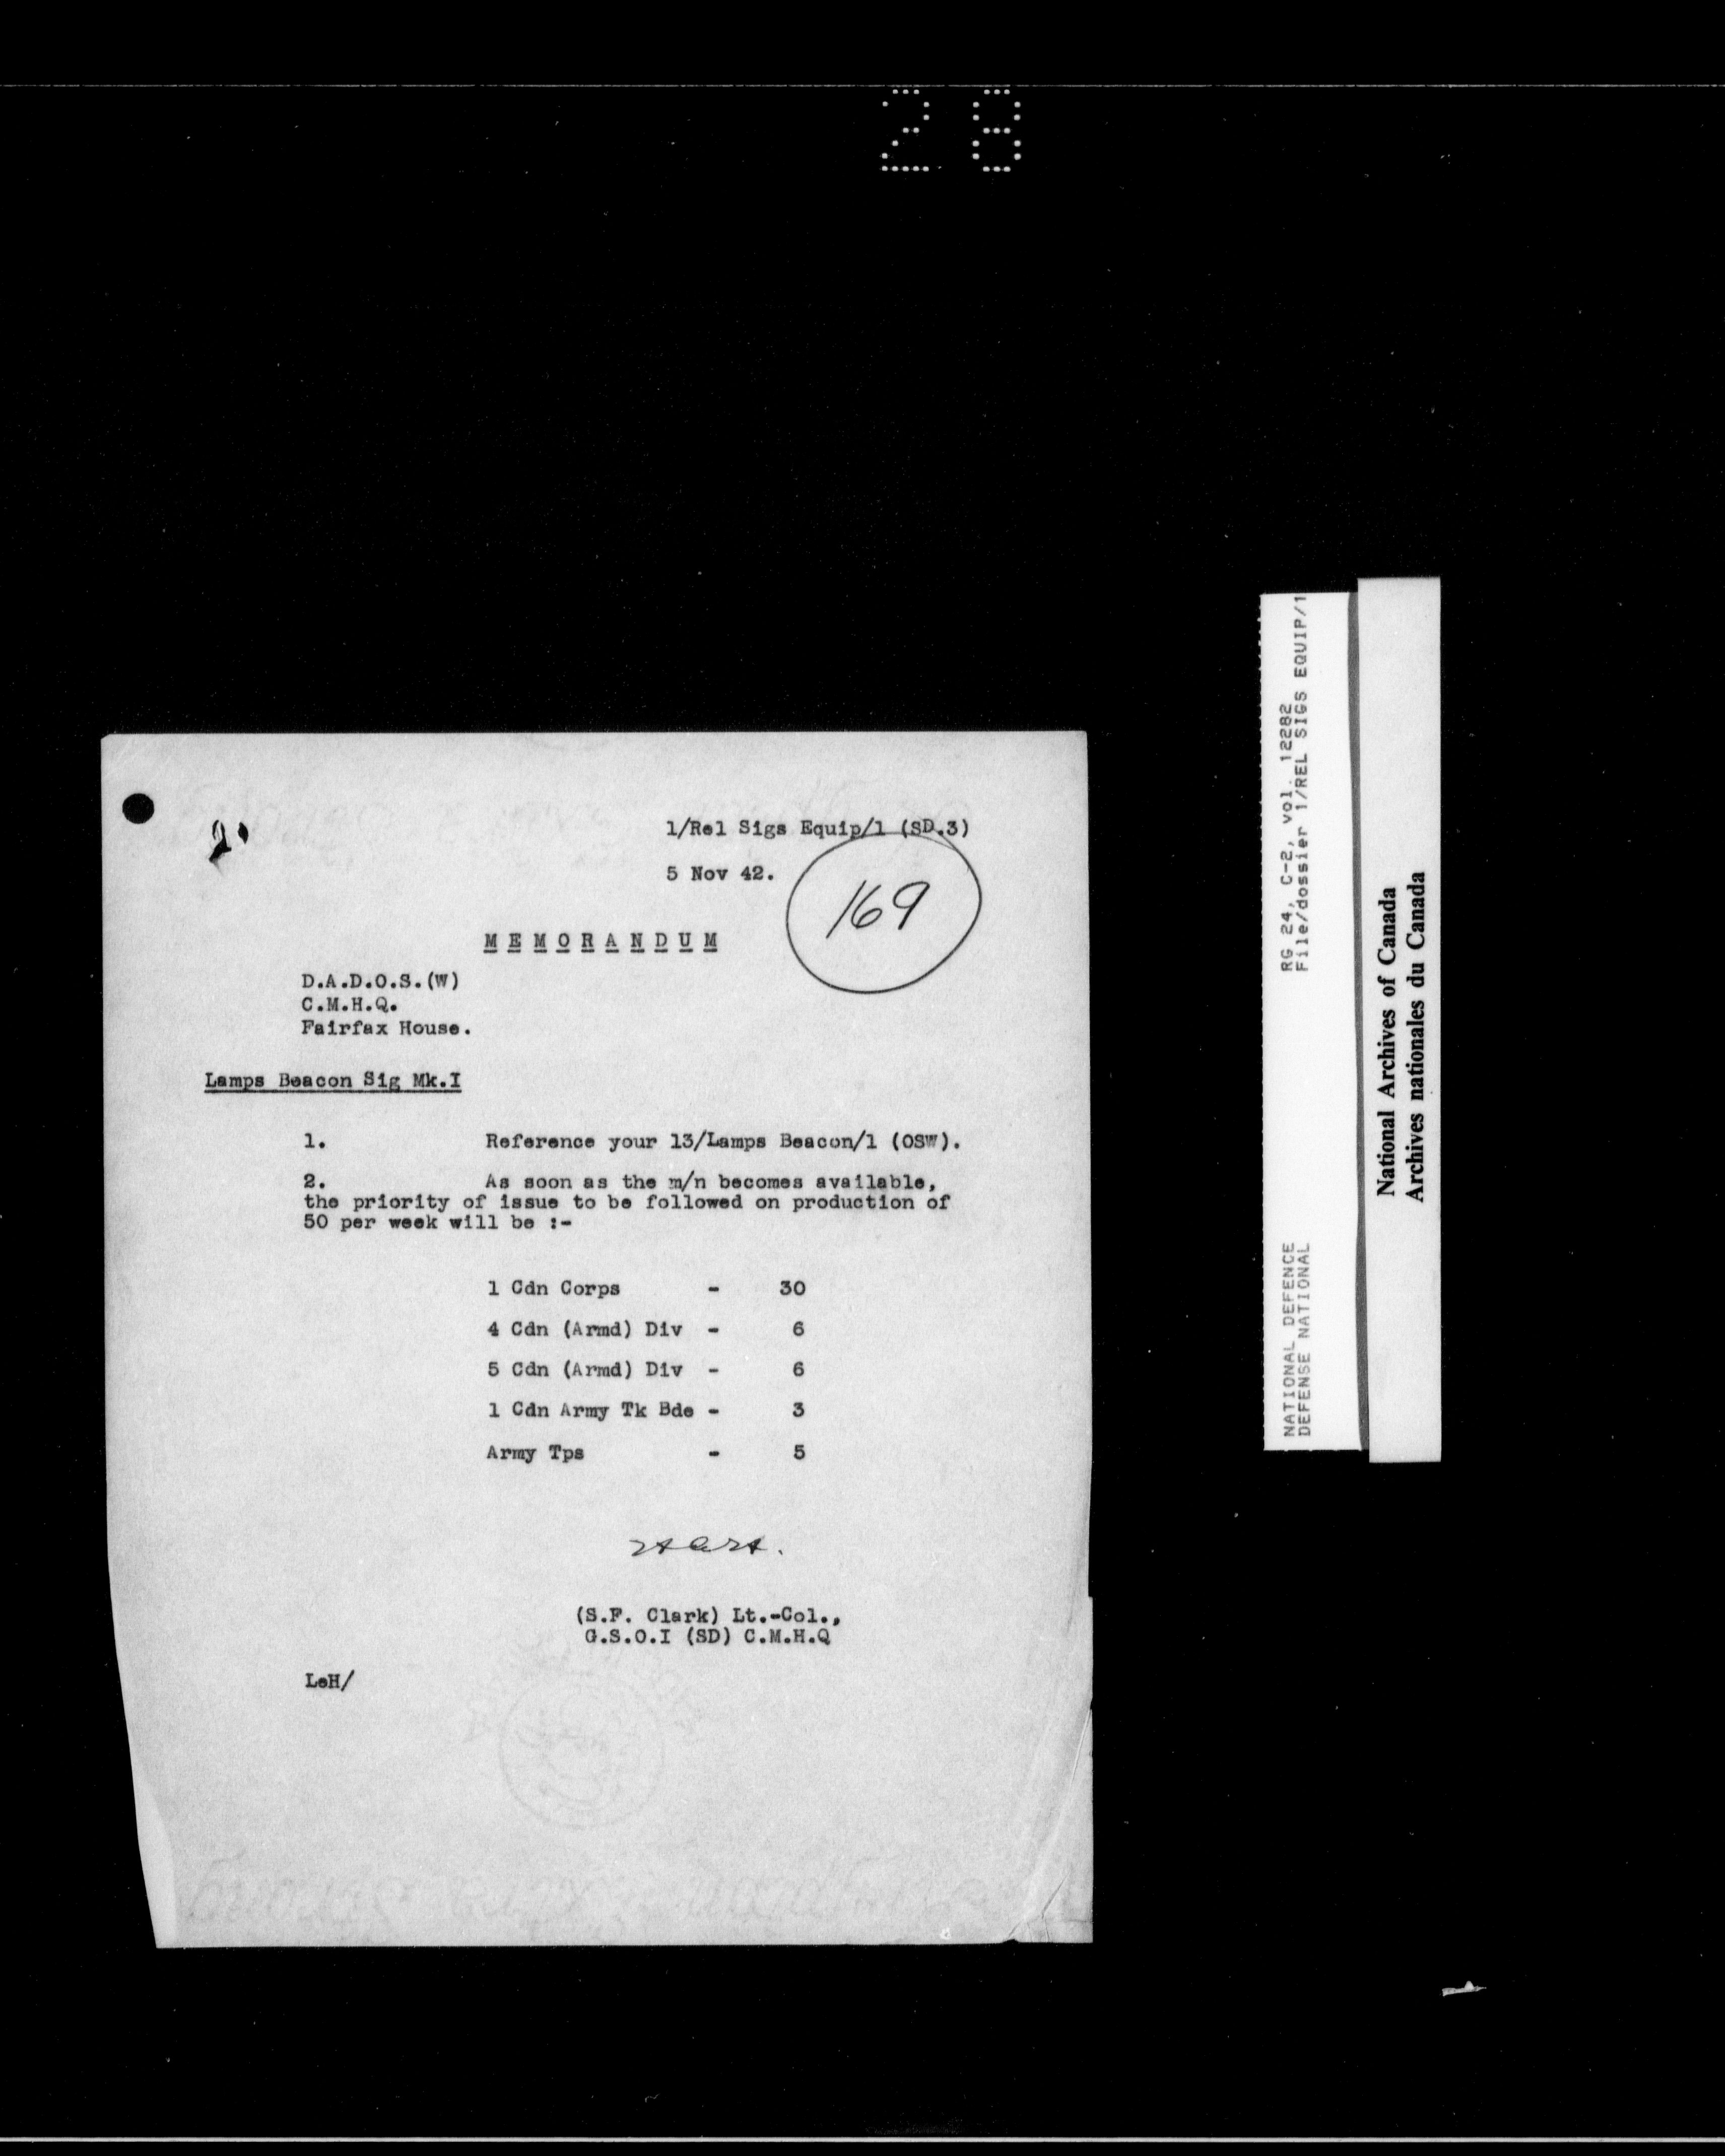 28
1/Rel Sigs Equip/1 (SD.3)
5 Nov 42.
169
MEMORANDUM
D.A.D.O.S.(W)
C.M.H.Q.
Fairfax House.
Lamps Beacon Sig Mk.I
1. Reference your 13/Lamps Beacon/1 (OSW).
2. As soon as the m/n becomes available,
the priority of issue to be followed on production of
50 per week will be :-
1 Cdn Corps - 30
4 Cdn (Armd) Div - 6
5 Cdn (Armd) Div - 6
1 Cdn Army Tk Bde - 3
Army Tps - 5
(S.F. Clark) Lt.-Col.,
G.S.O.I (SD) C.M.H.Q
LeH/
NATIONAL DEFENCE RG 24, C-2, vol. 12282
DEFENSE NATIONAL File/dossier 1/REL SIGS EQUIP/1
National Archives of Canada
Archives nationales du Canada